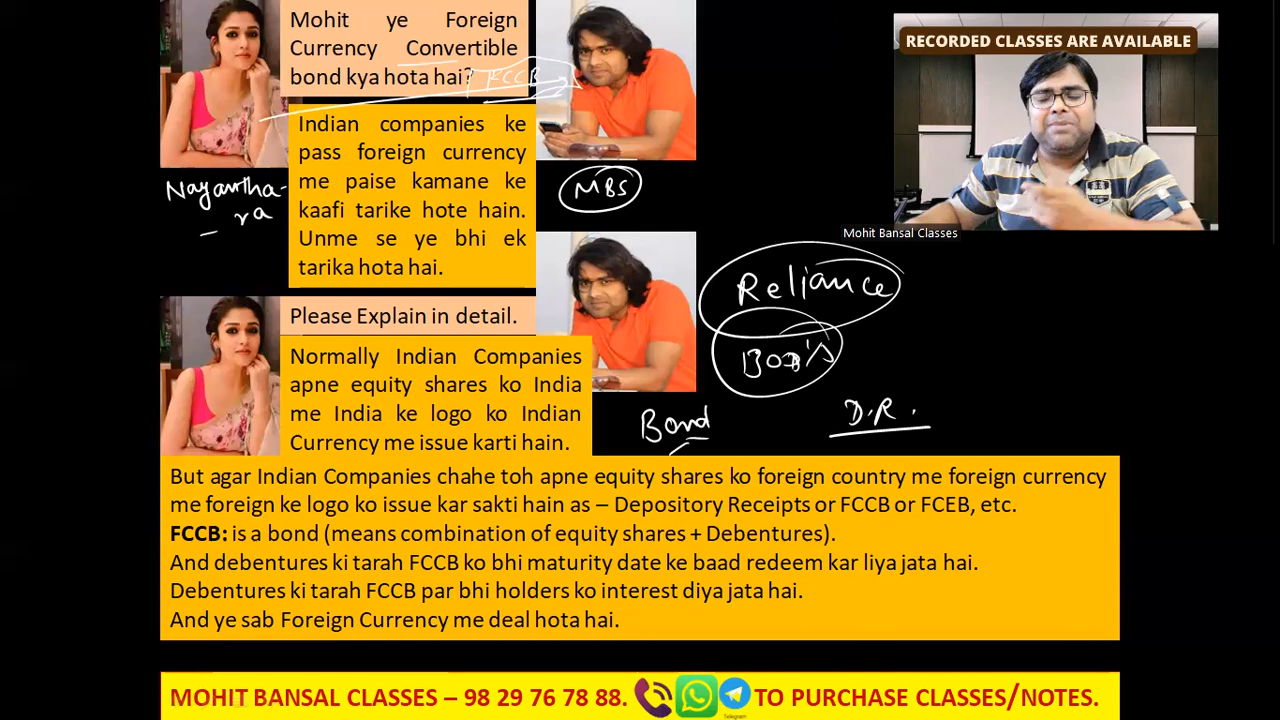 Mohit ye Foreign
Currency Convertible
bond kya hota hai?
FCCB
RECORDED CLASSES ARE AVAILABLE
Indian companies ke
pass foreign currency
me paise kamane ke
kaafi tarike hote hain.
Unme se ye bhi ek
tarika hota hai.
Nayantha-
ra
MBS
Mohit Bansal Classes
Reliance
Please Explain in detail.
Normally Indian Companies
apne equity shares ko India
me India ke logo ko Indian
Currency me issue karti hain.
Bond
D.R.
But agar Indian Companies chahe toh apne equity shares ko foreign country me foreign currency
me foreign ke logo ko issue kar sakti hain as – Depository Receipts or FCCB or FCEB, etc.
FCCB: is a bond (means combination of equity shares + Debentures).
And debentures ki tarah FCCB ko bhi maturity date ke baad redeem kar liya jata hai.
Debentures ki tarah FCCB par bhi holders ko interest diya jata hai.
And ye sab Foreign Currency me deal hota hai.
MOHIT BANSAL CLASSES – 98 29 76 78 88. TO PURCHASE CLASSES/NOTES.
Telegram